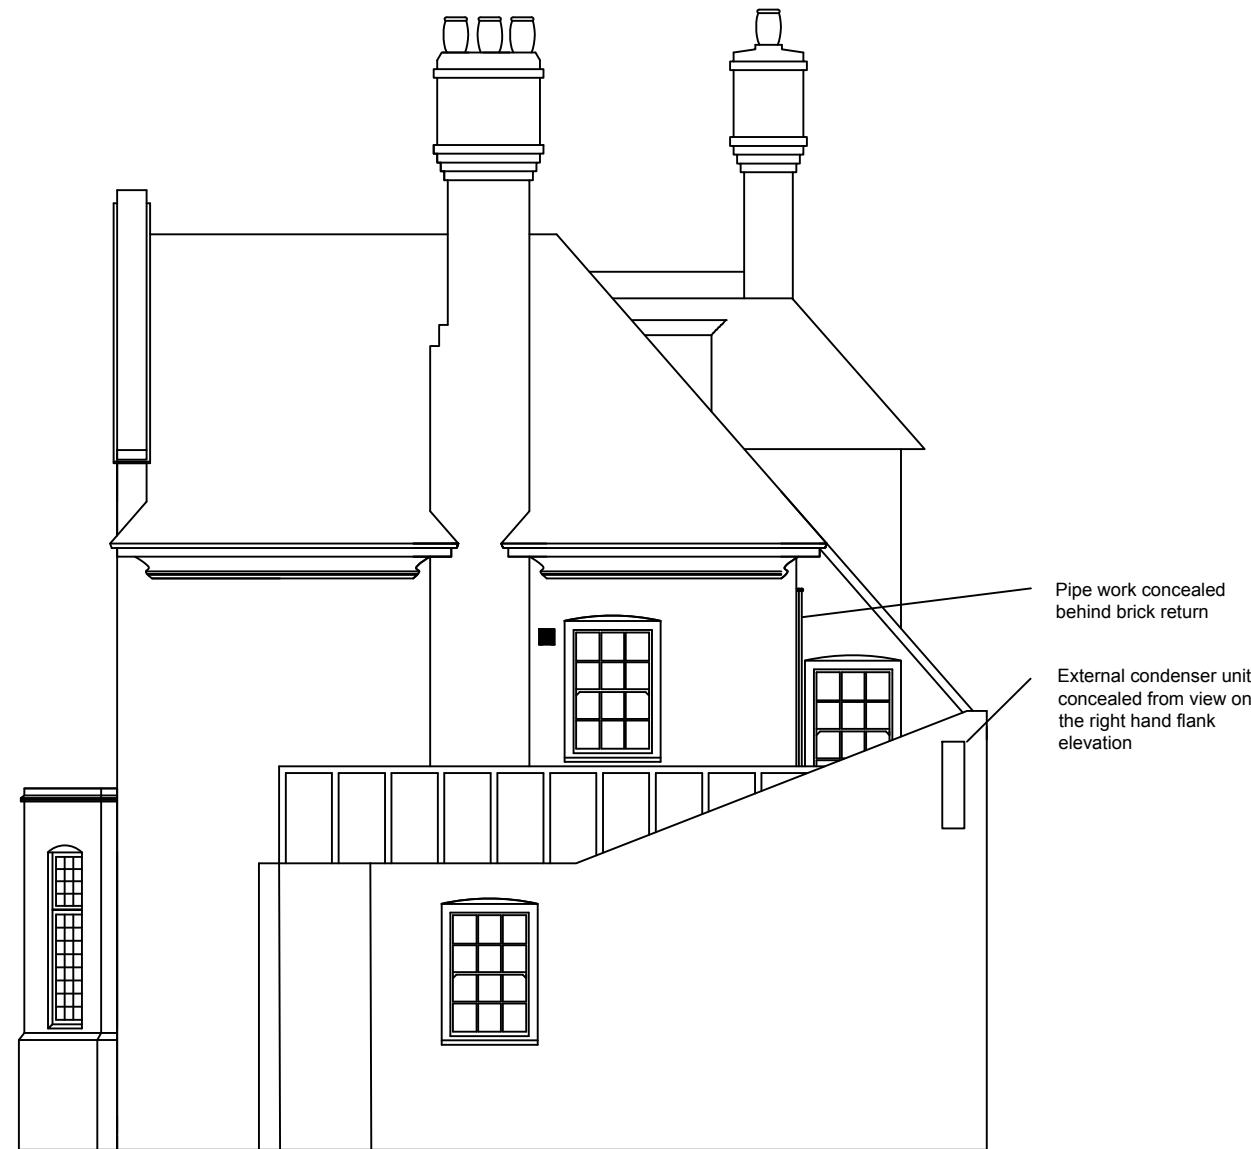 Pipe work concealed
behind brick return
External condenser unit
concealed from view on
the right hand flank
elevation